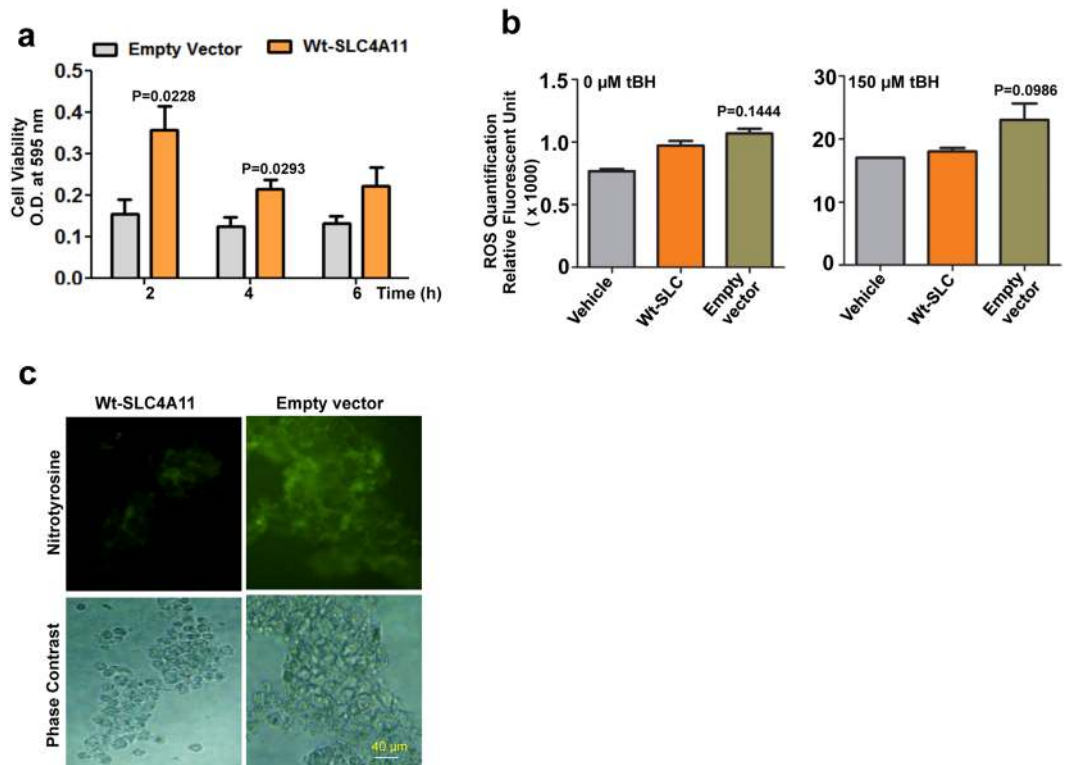 a
Empty Vector
Wt-SLC4A11
Cell Viability
O.D. at 595 nm
0.5
0.4
0.3
0.2
0.1
0.0
P=0.0228
P=0.0293
2
4
6
Time (h)
b
ROS Quantification
Relative Fluorescent Unit
( x 1000)
1.5
1.0
0.5
0
0 µM tBH
P=0.1444
Vehicle
Wt-SLC
Empty
vector
30
20
10
0
150 µM tBH
P=0.0986
Vehicle
Wt-SLC
Empty
vector
c
Wt-SLC4A11
Empty vector
Nitrotyrosine
Phase Contrast
40 µm